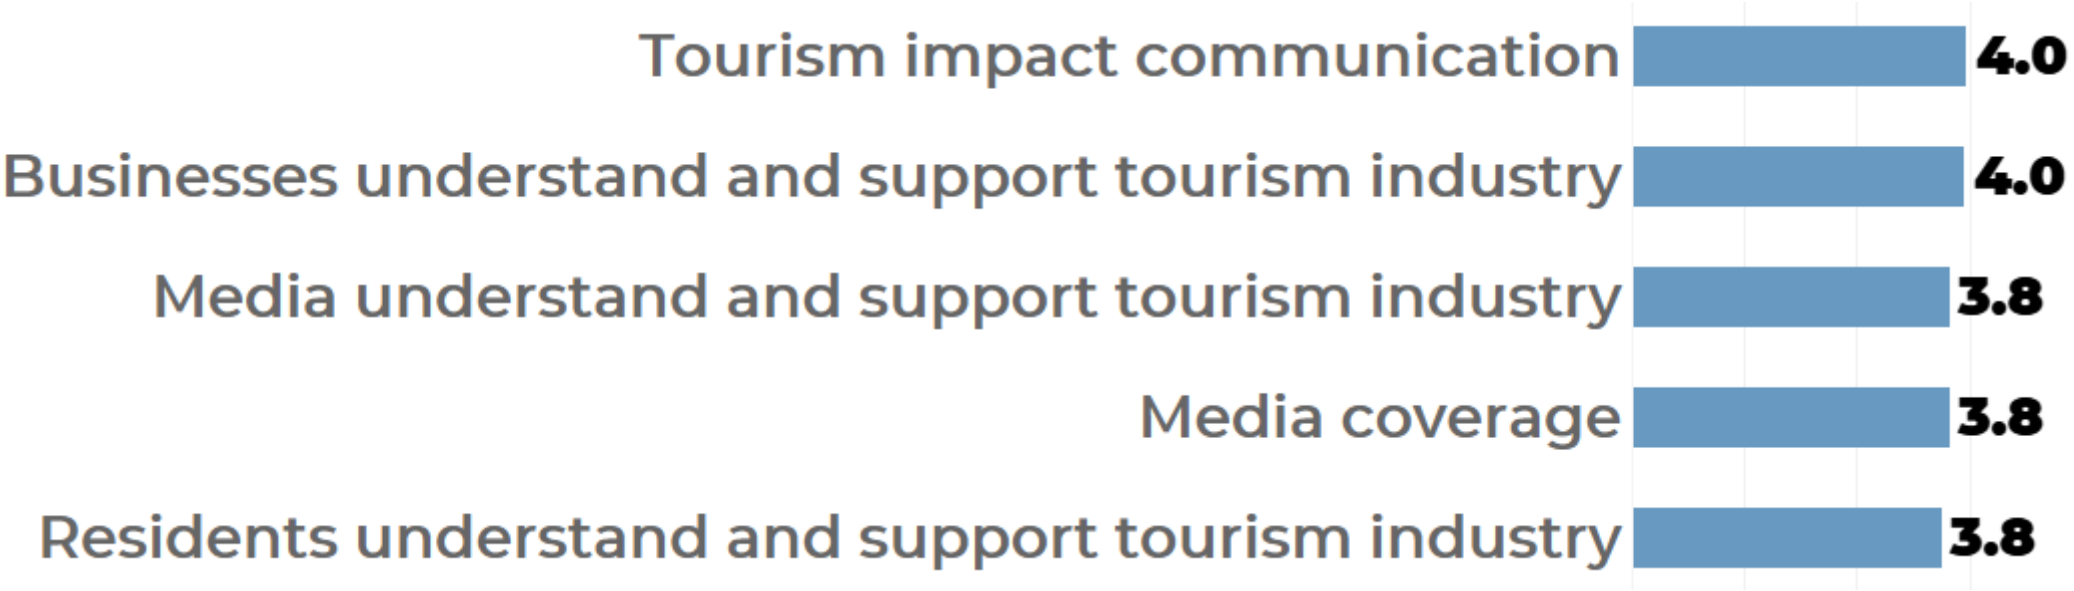 Tourism impact communication 4.0
Businesses understand and support tourism industry 4.0
Media understand and support tourism industry 3.8
Media coverage 3.8
Residents understand and support tourism industry 3.8